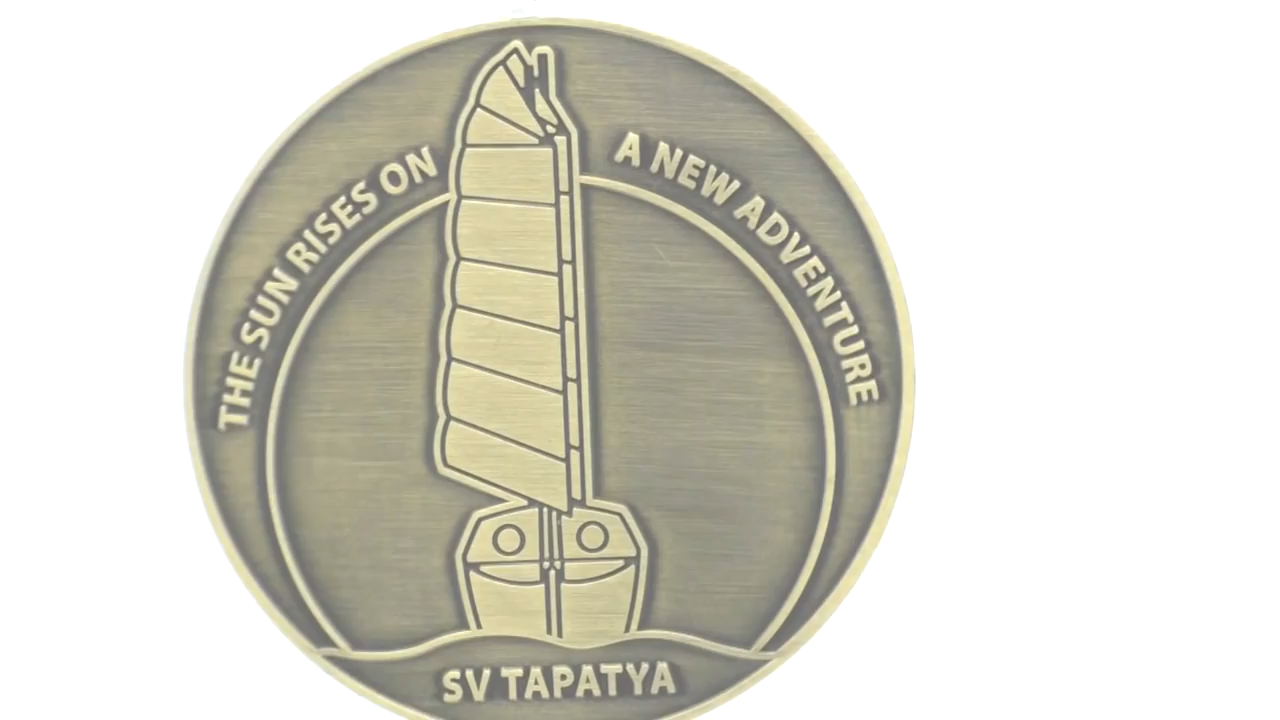 THE SUN RISES ON
A NEW ADVENTURE
SV TAPATYA